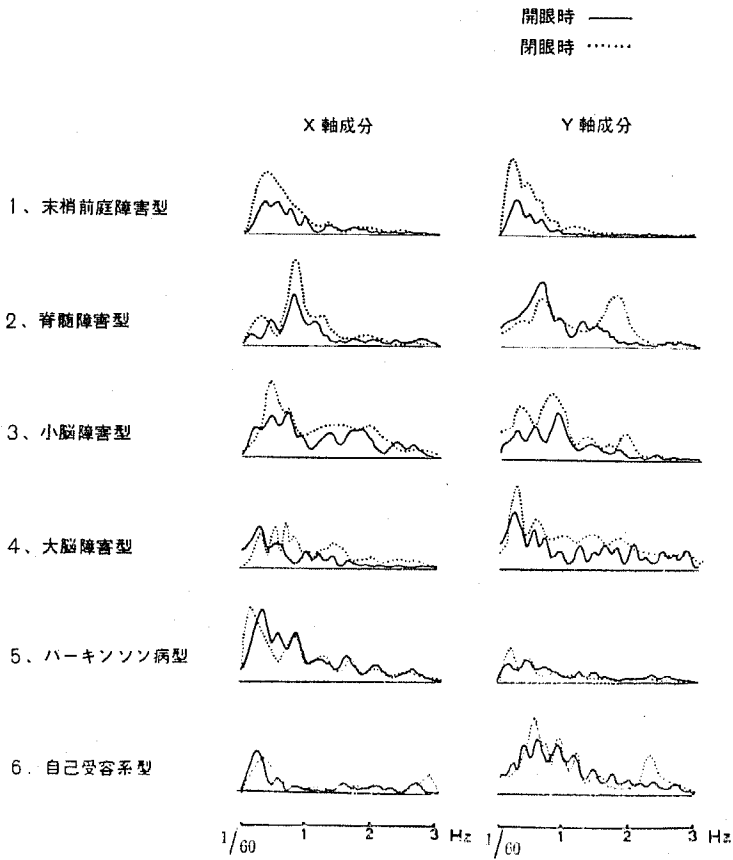 開眼時
閉眼時
X 軸成分 Y 軸成分
1、末梢前庭障害型
2、脊髄障害型
3、小脳障害型
4、大脳障害型
5、パーキンソン病型
6. 自己受容系型
1/60 1 2 3 Hz 1/60 1 2 3 Hz